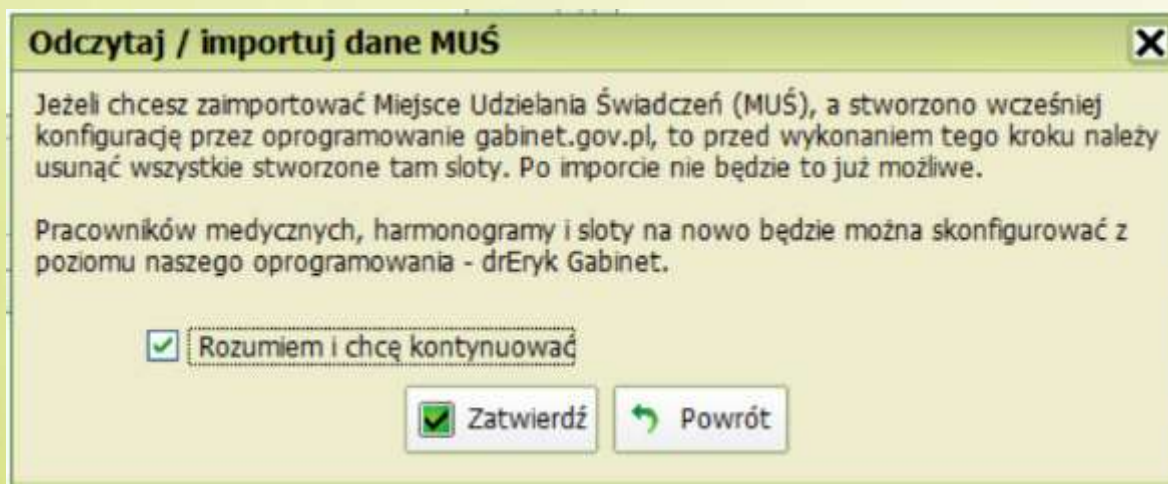 Odczytaj / importuj dane MUŚ
Jeżeli chcesz zaimportować Miejsce Udzielania Świadczeń (MUŚ), a stworzono wcześniej
konfigurację przez oprogramowanie gabinet.gov.pl, to przed wykonaniem tego kroku należy
usunąć wszystkie stworzone tam sloty. Po imporcie nie będzie to już możliwe.
Pracowników medycznych, harmonogramy i sloty na nowo będzie można skonfigurować z
poziomu naszego oprogramowania - drEryk Gabinet.
Rozumiem i chcę kontynuować
Zatwierdź
Powrót